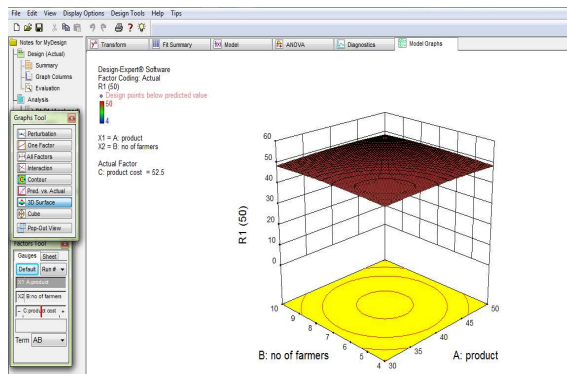 File Edit View Display Options Design Tools Help Tips
Notes for MyDesign
Design (Actual)
Summary
Graph Columns
Evaluation
Analysis
Transform
Fit Summary
f(x) Model
ANOVA
Diagnostics
Model Graphs
Graphs Tool
Perturbation
One Factor
All Factors
Interaction
Contour
Pred. vs. Actual
3D Surface
Cube
Pop-Out View
Factors Tool
Gauges Sheet
Default Run #
X1 A:product
X2 B:no of farmers
- C:product cost +
Term AB
Design-Expert® Software
Factor Coding: Actual
R1 (50)
Design points below predicted value
50
4
X1 = A: product
X2 = B: no of farmers
Actual Factor
C: product cost = 52.5
60
50
40
30
20
10
0
R1 (50)
10
9
8
7
6
5
4
30
35
40
45
50
B: no of farmers
A: product